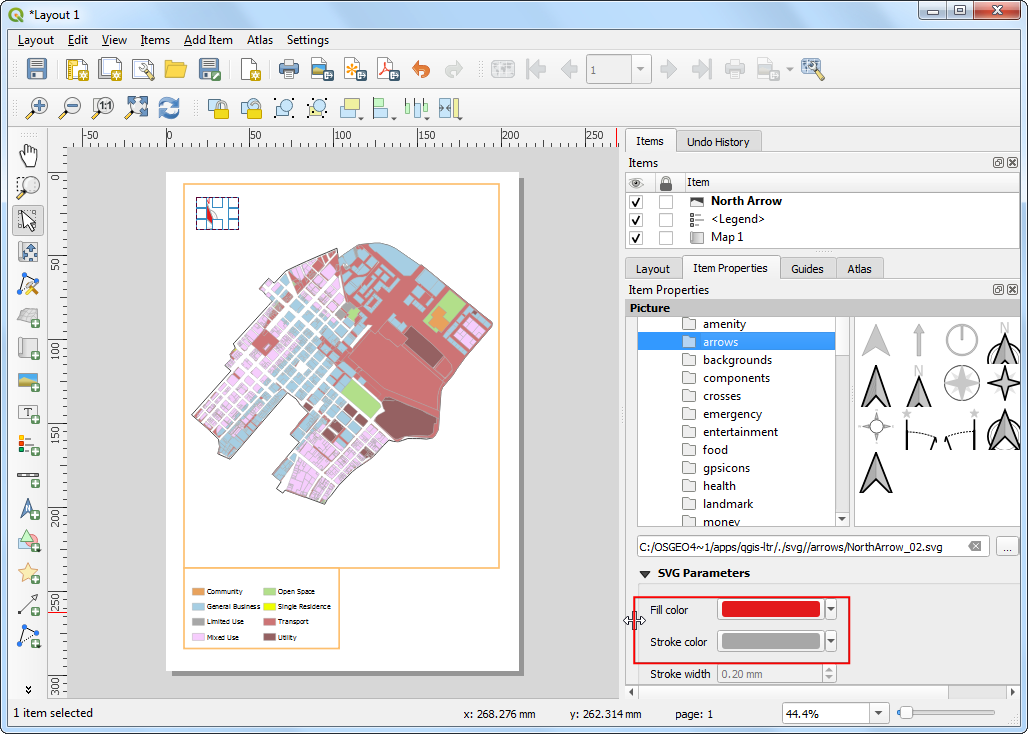 *Layout 1
Layout Edit View Items Add Item Atlas Settings
1:1 1
-50 0 50 100 150 200 250
0
50
100
150
200
250
300
Items Undo History
Items
Item
North Arrow
<Legend>
Map 1
Layout Item Properties Guides Atlas
Item Properties
Picture
amenity
arrows
backgrounds
components
crosses
emergency
entertainment
food
gpsicons
health
landmark
money
N
N
C:/OSGEO4~1/apps/qgis-ltr/./svg//arrows/NorthArrow_02.svg ...
SVG Parameters
Fill color
Stroke color
Stroke width 0.20 mm
Community Open Space
General Business Single Residence
Limited Use Transport
Mixed Use Utility
T
1 item selected x: 268.276 mm y: 262.314 mm page: 1 44.4%